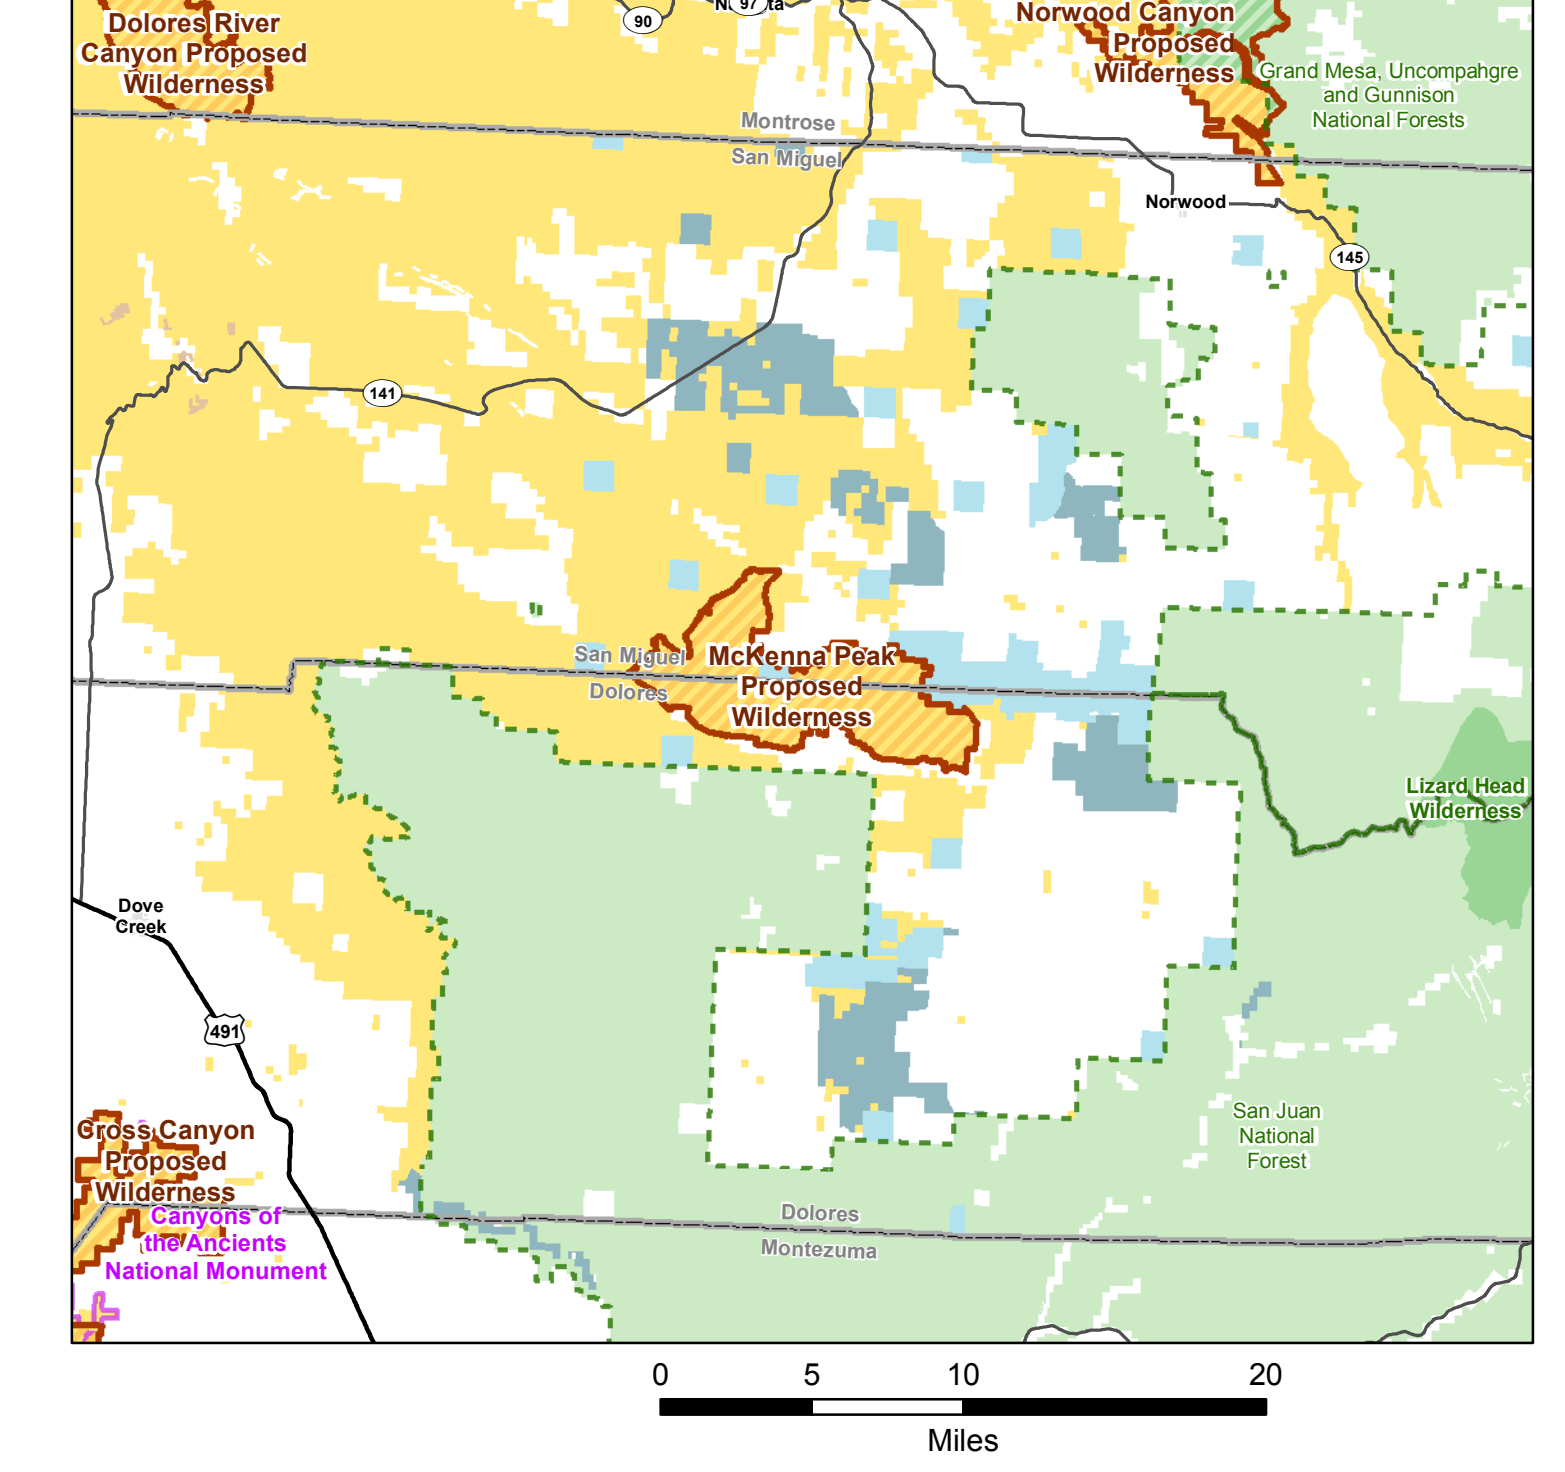 90
97
Dolores River
Canyon Proposed
Wilderness
Norwood Canyon
Proposed
Wilderness
Grand Mesa, Uncompahgre
and Gunnison
National Forests
Montrose
San Miguel
Norwood
145
141
San Miguel
Dolores
McKenna Peak
Proposed
Wilderness
Lizard Head
Wilderness
Dove
Creek
491
Cross Canyon
Proposed
Wilderness
Canyons of
the Ancients
National Monument
San Juan
National
Forest
Dolores
Montezuma
0 5 10 20
Miles